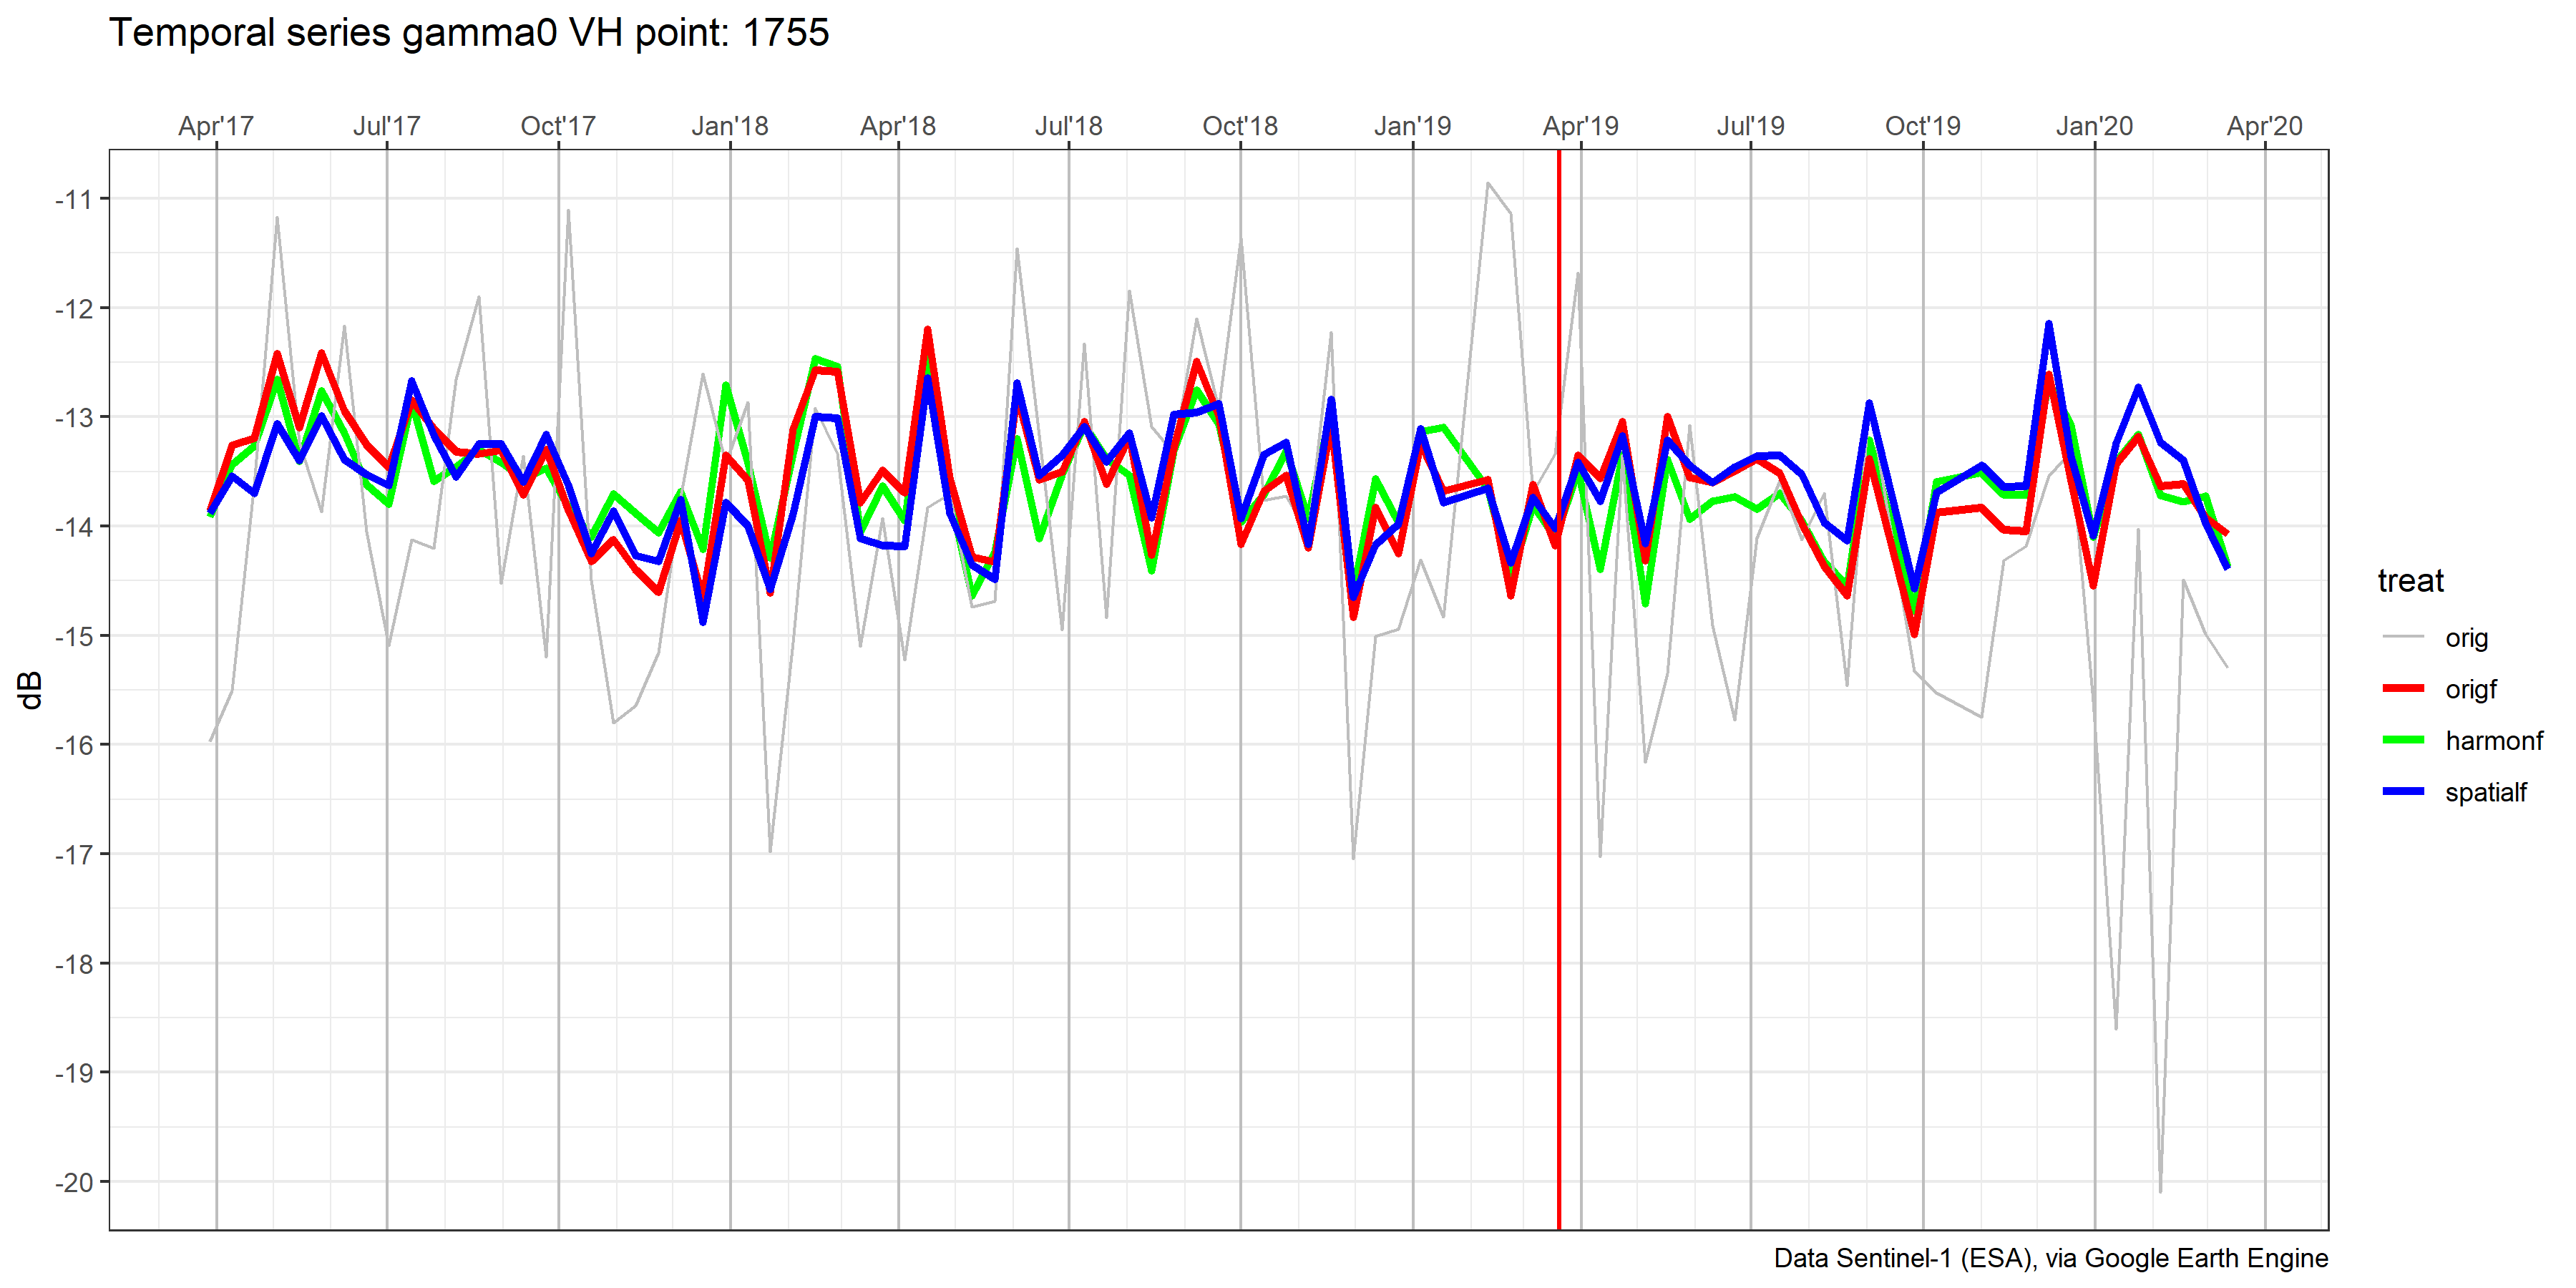 Temporal series gamma0 VH point: 1755
Apr'17 Jul'17 Oct'17 Jan'18 Apr'18 Jul'18 Oct'18 Jan'19 Apr'19 Jul'19 Oct'19 Jan'20 Apr'20
-11
-12
-13
-14
-15
-16
-17
-18
-19
-20
dB
treat
orig
origf
harmonf
spatialf
Data Sentinel-1 (ESA), via Google Earth Engine